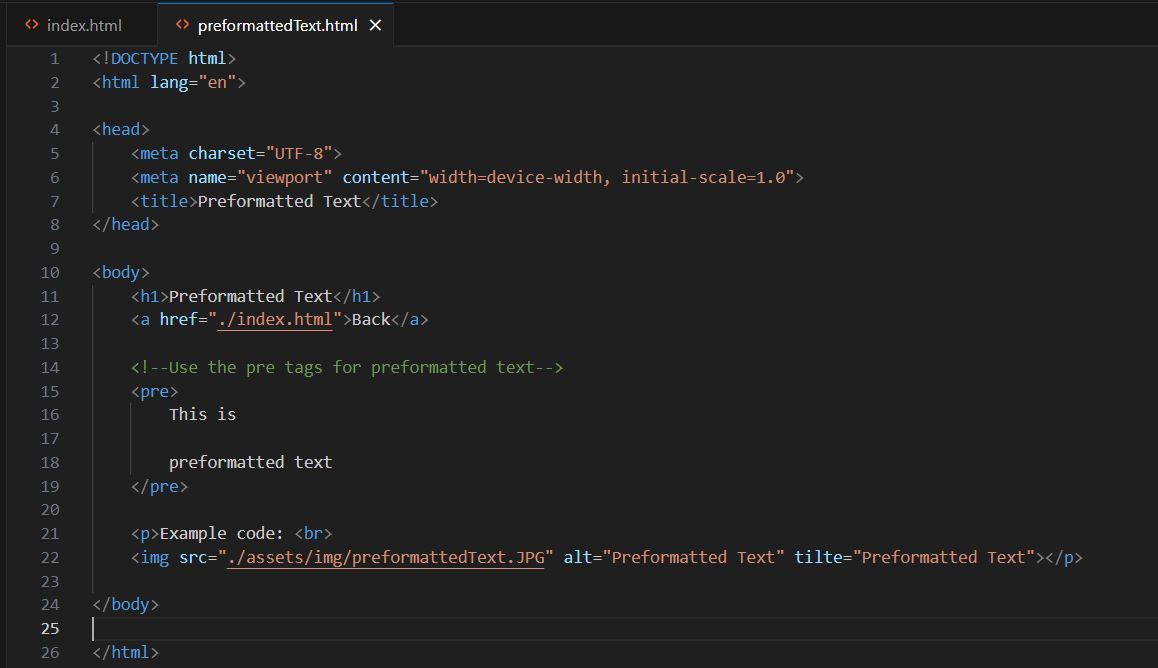 <> index.html <> preformattedText.html ×
1 <!DOCTYPE html>
2 <html lang="en">
3
4 <head>
5     <meta charset="UTF-8">
6     <meta name="viewport" content="width=device-width, initial-scale=1.0">
7     <title>Preformatted Text</title>
8 </head>
9
10 <body>
11     <h1>Preformatted Text</h1>
12     <a href="./index.html">Back</a>
13
14     <!--Use the pre tags for preformatted text-->
15     <pre>
16         This is
17
18         preformatted text
19     </pre>
20
21     <p>Example code: <br>
22     <img src="./assets/img/preformattedText.JPG" alt="Preformatted Text" tilte="Preformatted Text"></p>
23
24 </body>
25
26 </html>